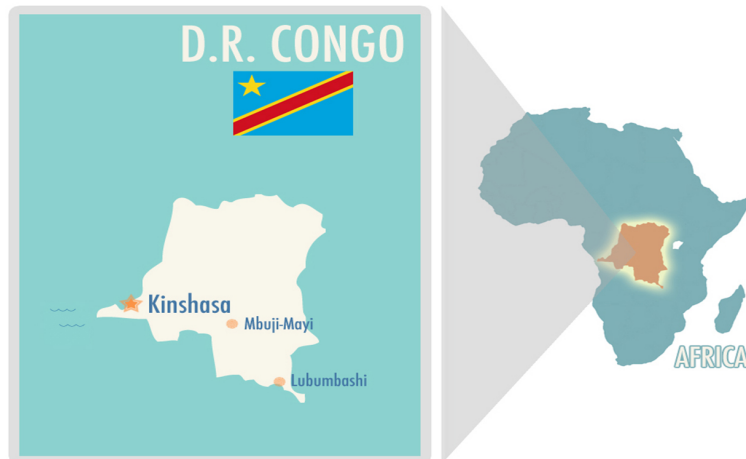 D.R. CONGO
Kinshasa
Mbuji-Mayi
Lubumbashi
AFRICA